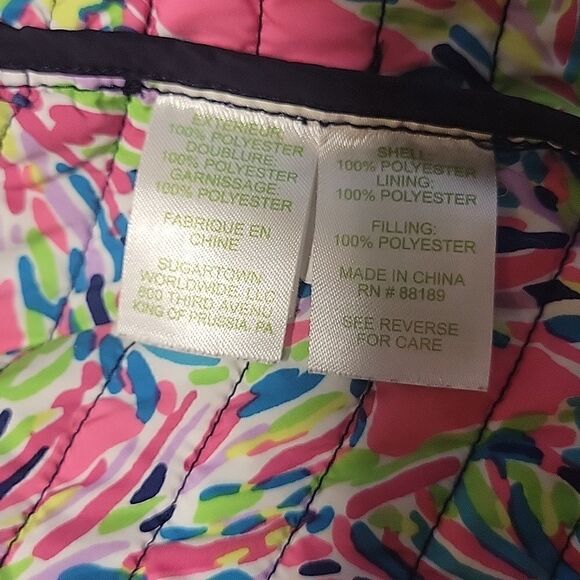 EXTERIEUR:
100% POLYESTER
DOUBLURE:
100% POLYESTER
GARNISSAGE:
100% POLYESTER
FABRIQUE EN
CHINE
SUGARTOWN
WORLDWIDE, LLC
800 THIRD AVENU
KING OF PRUSSIA, PA
SHELL:
100% POLYESTER
LINING:
100% POLYESTER
FILLING:
100% POLYESTER
MADE IN CHINA
RN # 88189
SEE REVERSE
FOR CARE